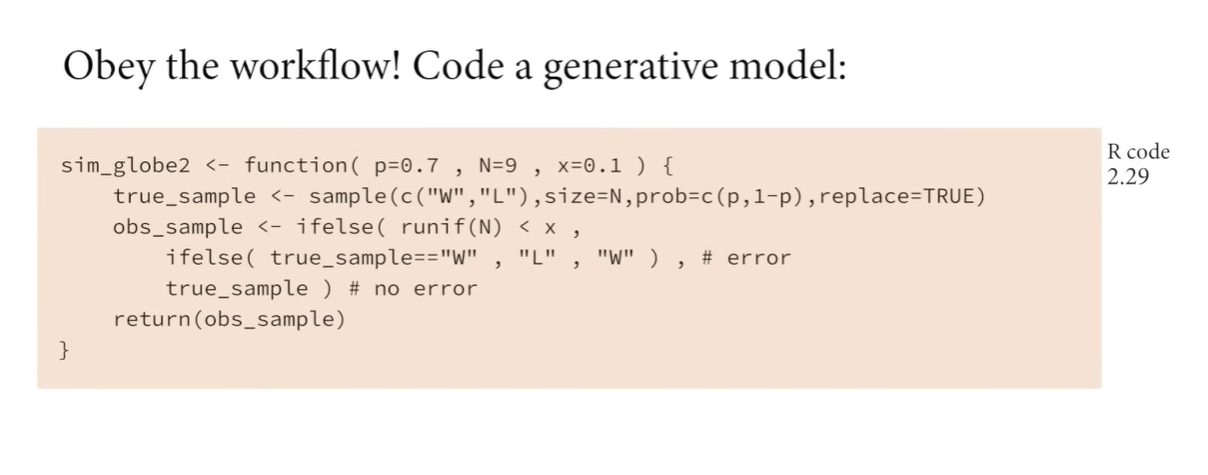 Obey the workflow! Code a generative model:
sim_globe2 <- function( p=0.7 , N=9 , x=0.1 ) {
    true_sample <- sample(c("W","L"),size=N,prob=c(p,1-p),replace=TRUE)
    obs_sample <- ifelse( runif(N) < x ,
        ifelse( true_sample=="W" , "L" , "W" ) , # error
        true_sample ) # no error
    return(obs_sample)
}
R code
2.29